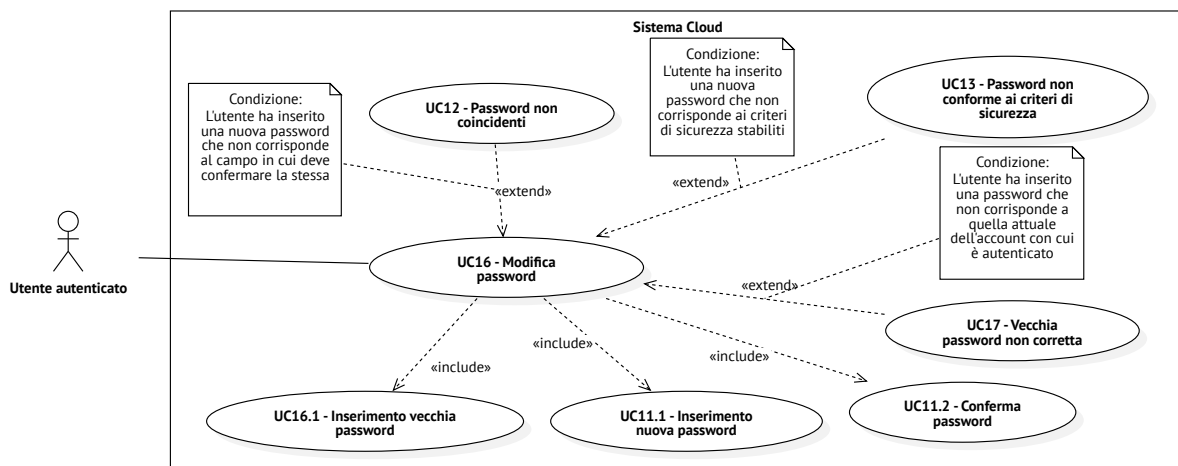 Sistema Cloud
Condizione:
L'utente ha inserito
una nuova password
che non corrisponde
al campo in cui deve
confermare la stessa
UC12 - Password non
coincidenti
Condizione:
L'utente ha inserito
una nuova
password che non
corrisponde ai criteri
di sicurezza stabiliti
UC13 - Password non
conforme ai criteri di
sicurezza
«extend»
«extend»
Condizione:
L'utente ha inserito
una password che
non corrisponde a
quella attuale
dell'account con cui
è autenticato
Utente autenticato
UC16 - Modifica
password
«extend»
UC17 - Vecchia
password non corretta
«include»
«include»
«include»
UC16.1 - Inserimento vecchia
password
UC11.1 - Inserimento
nuova password
UC11.2 - Conferma
password